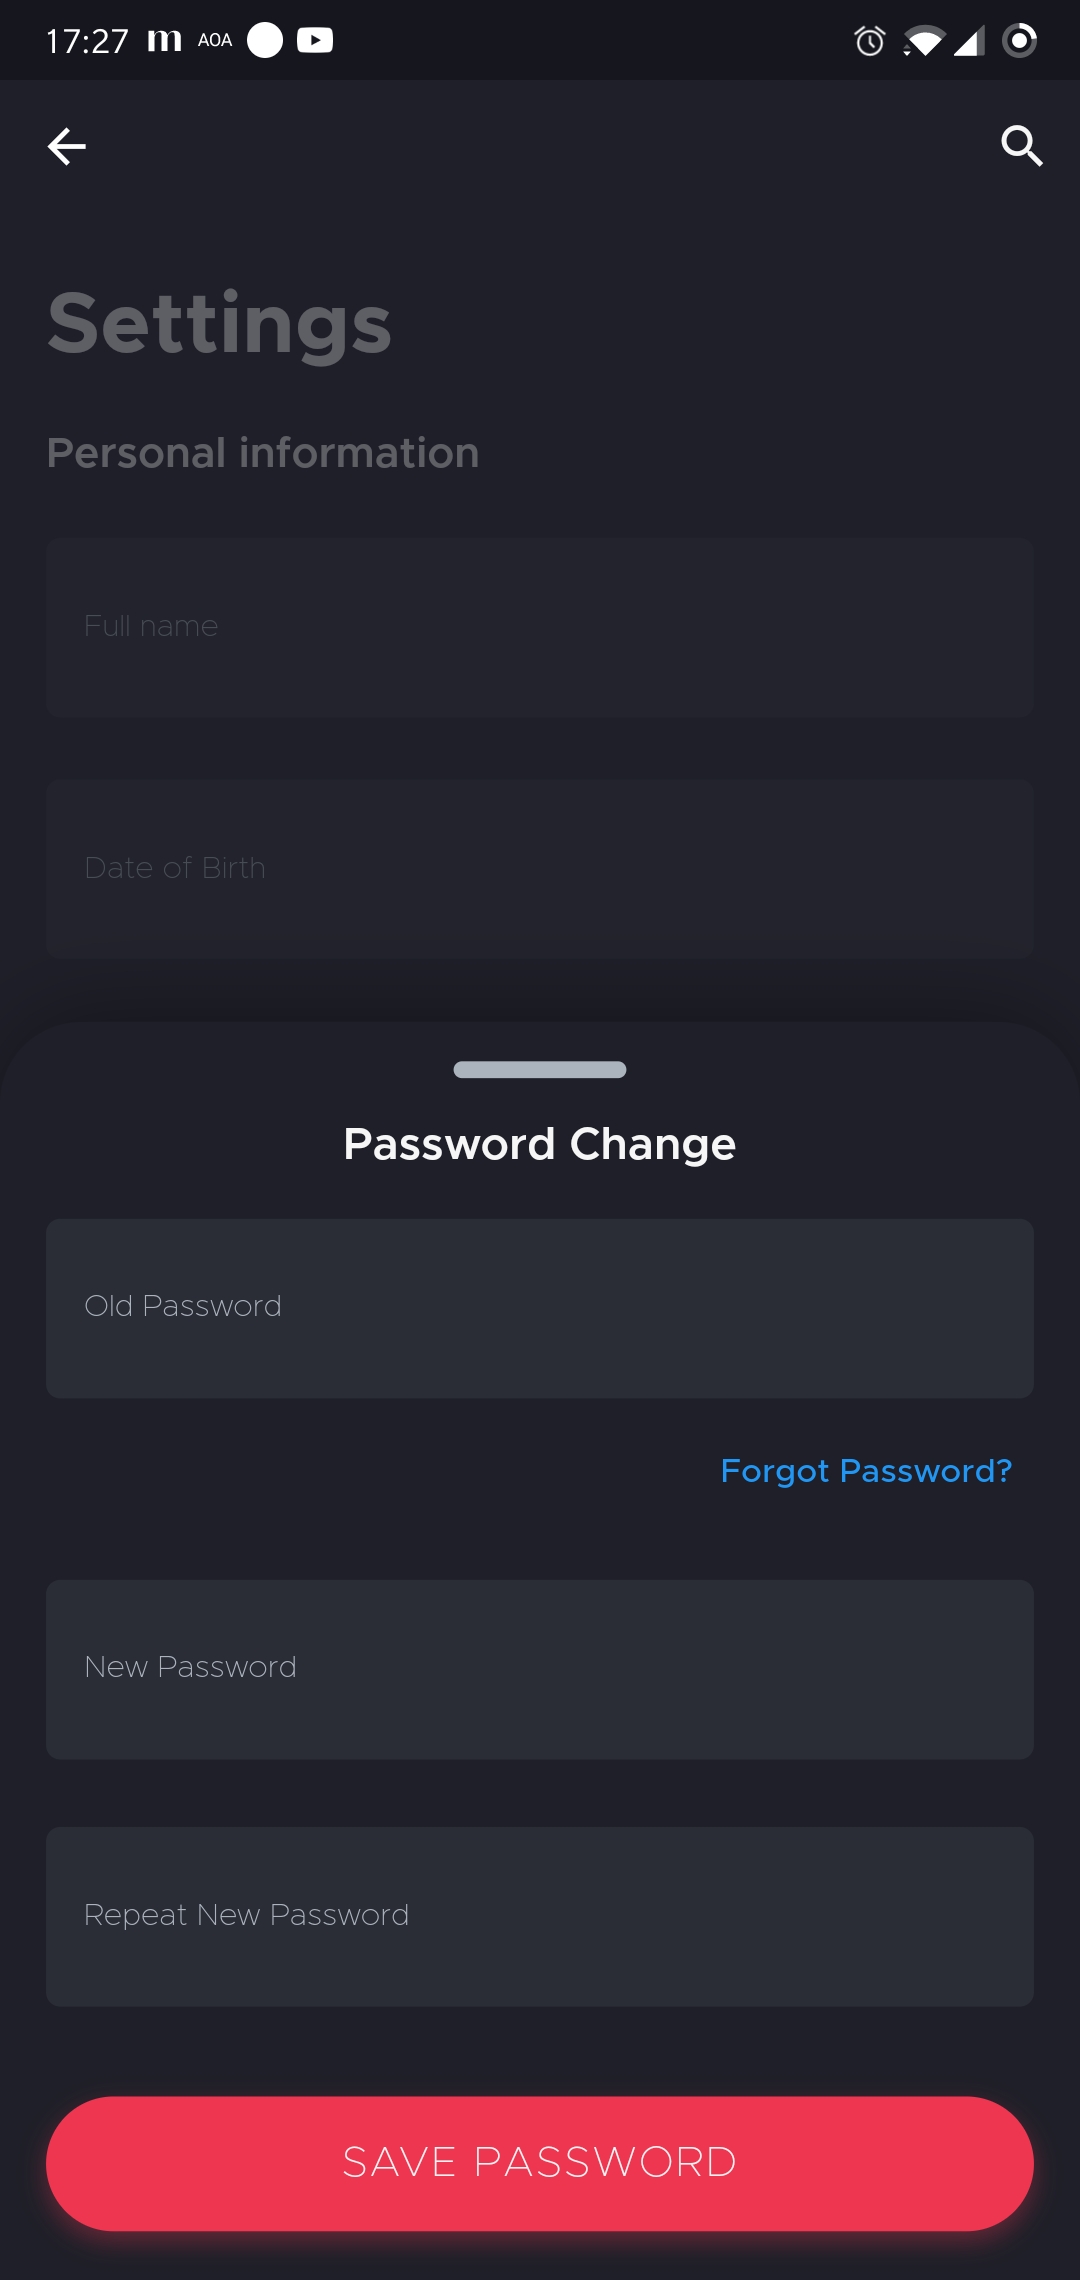 17:27 m AOA
Settings
Personal information
Full name
Date of Birth
Password Change
Old Password
Forgot Password?
New Password
Repeat New Password
SAVE PASSWORD